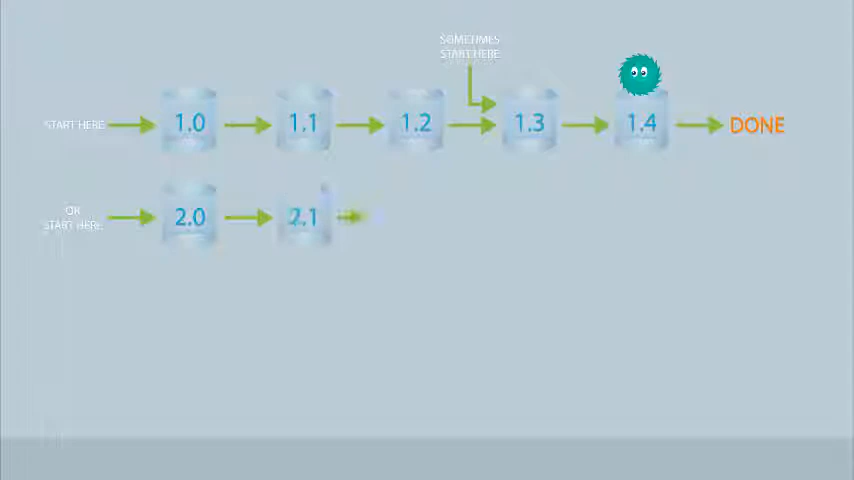 SOMETIMES
START HERE
START HERE
1.0
1.1
1.2
1.3
1.4
DONE
OR
START HERE
2.0
2.1